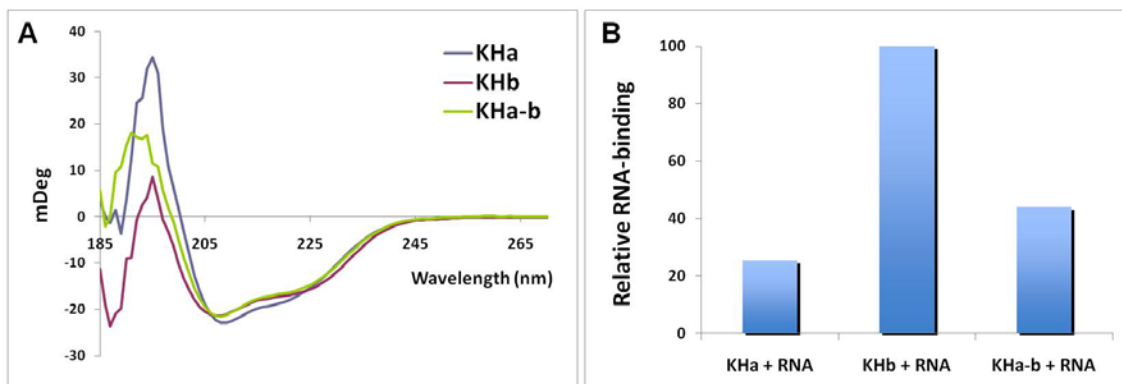 A
40
30
20
10
0
-10
-20
-30
mDeg
185
205
225
245
265
Wavelength (nm)
KHa
KHb
KHa-b
B
100
80
60
40
20
0
Relative RNA-binding
KHa + RNA
KHb + RNA
KHa-b + RNA